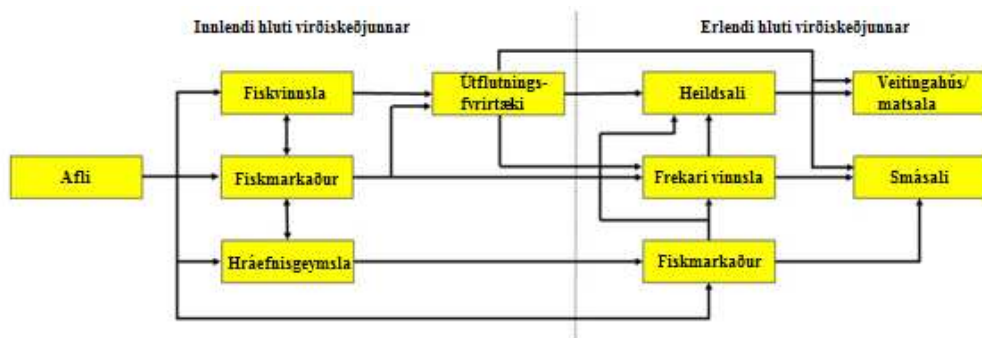 Innlendi hluti virðiskeðjunnar
Erlendi hluti virðiskeðjunnar
Fiskvinnsla
Útflutnings-
fyrirtæki
Heildsali
Veitingahús/
matsala
Afli
Fiskmarkaður
Frekari vinnsla
Smásali
Hráefnisgeymsla
Fiskmarkaður